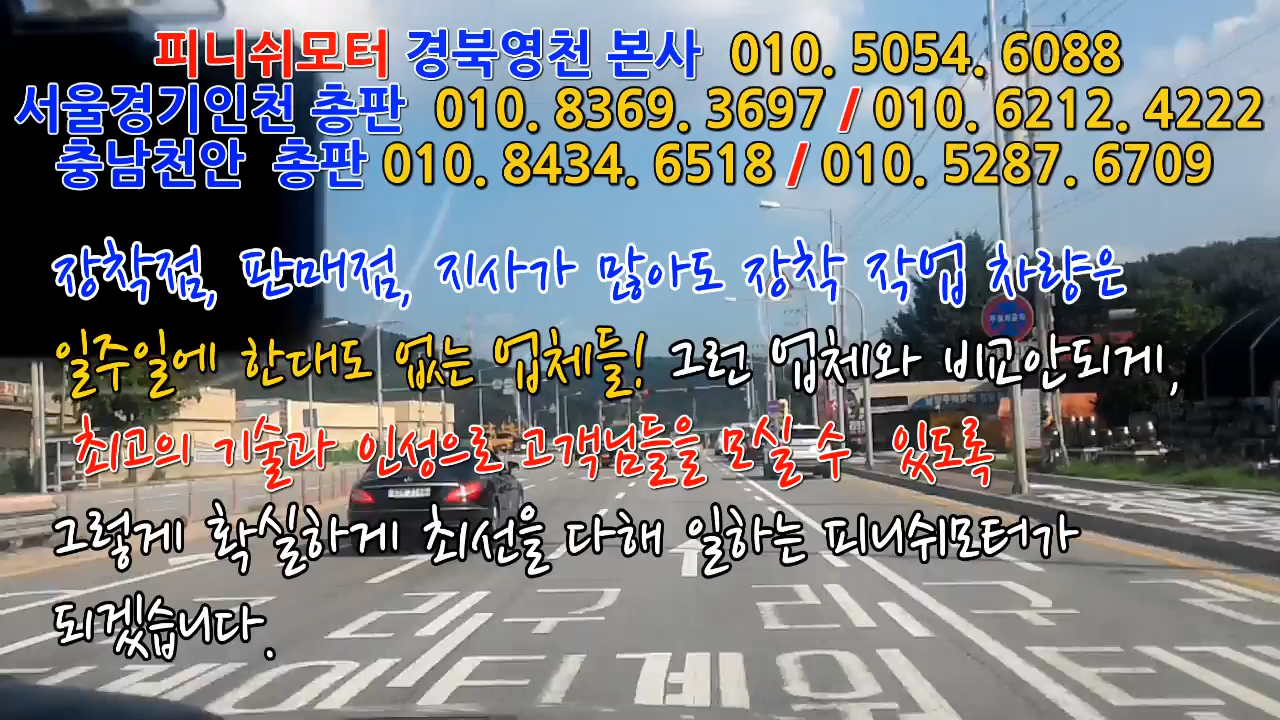 피니쉬모터 경북영천 본사 010. 5054. 6088
서울경기인천 총판 010. 8369. 3697 / 010. 6212. 4222
충남천안 총판 010. 8434. 6518 / 010. 5287. 6709
장착점, 판매점, 지사가 많아도 장착 작업 차량은
일주일에 한대도 없는 업체들! 그런 업체와 비교안되게,
최고의 기술과 인성으로 고객님들을 모실 수 있도록
그렇게 확실하게 최선을 다해 일하는 피니쉬모터가
되겠습니다.